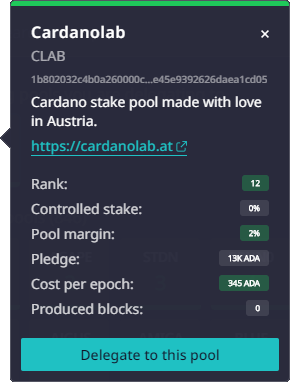 Cardanolab
×
CLAB
1b802032c4b0a260000c...e45e9392626daea1cd05
Cardano stake pool made with love
in Austria.
https://cardanolab.at
Rank: 12
Controlled stake: 0%
Pool margin: 2%
Pledge: 13K ADA
Cost per epoch: 345 ADA
Produced blocks: 0
Delegate to this pool